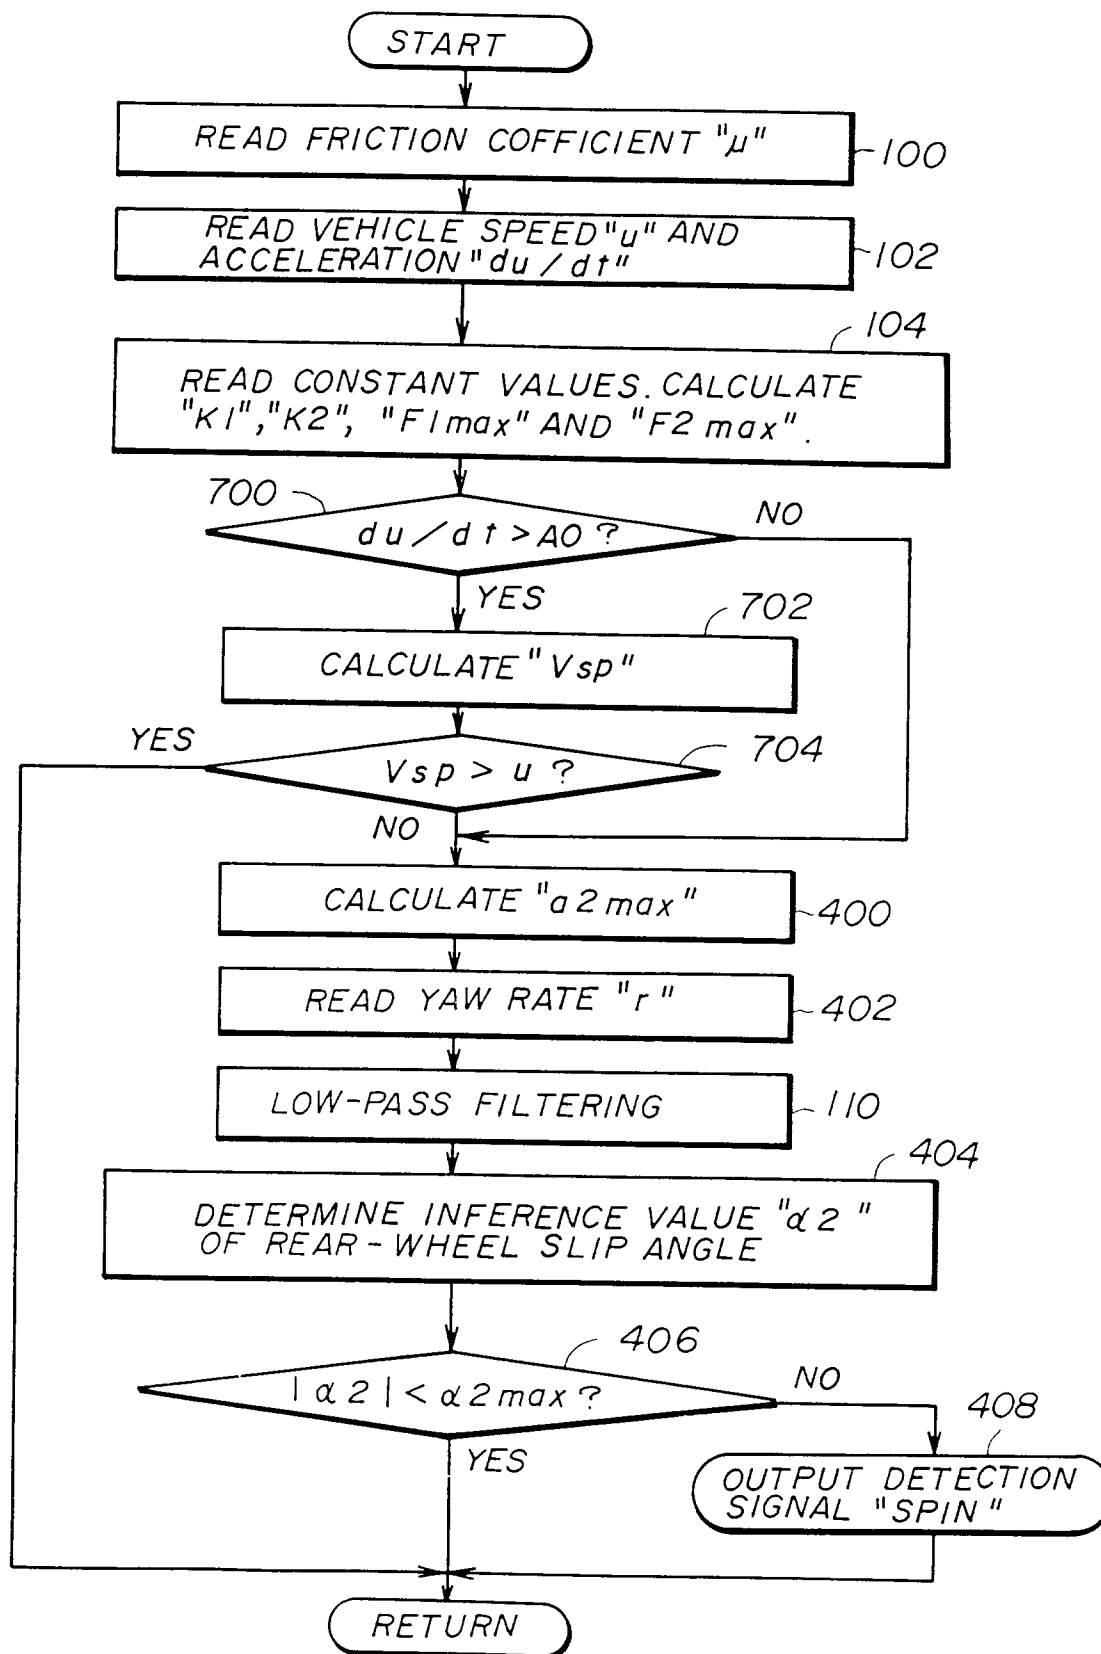 START
READ FRICTION COFFICIENT "μ"
100
READ VEHICLE SPEED "u" AND
ACCELERATION "du/dt"
102
104
READ CONSTANT VALUES. CALCULATE
"K1", "K2", "F1max" AND "F2max".
700
du/dt > A0 ?
NO
YES
702
CALCULATE "Vsp"
YES
704
Vsp > u ?
NO
CALCULATE "a2max"
400
READ YAW RATE "r"
402
LOW-PASS FILTERING
110
404
DETERMINE INFERENCE VALUE "α2"
OF REAR-WHEEL SLIP ANGLE
406
|α2| < α2max ?
NO
YES
408
OUTPUT DETECTION
SIGNAL "SPIN"
RETURN